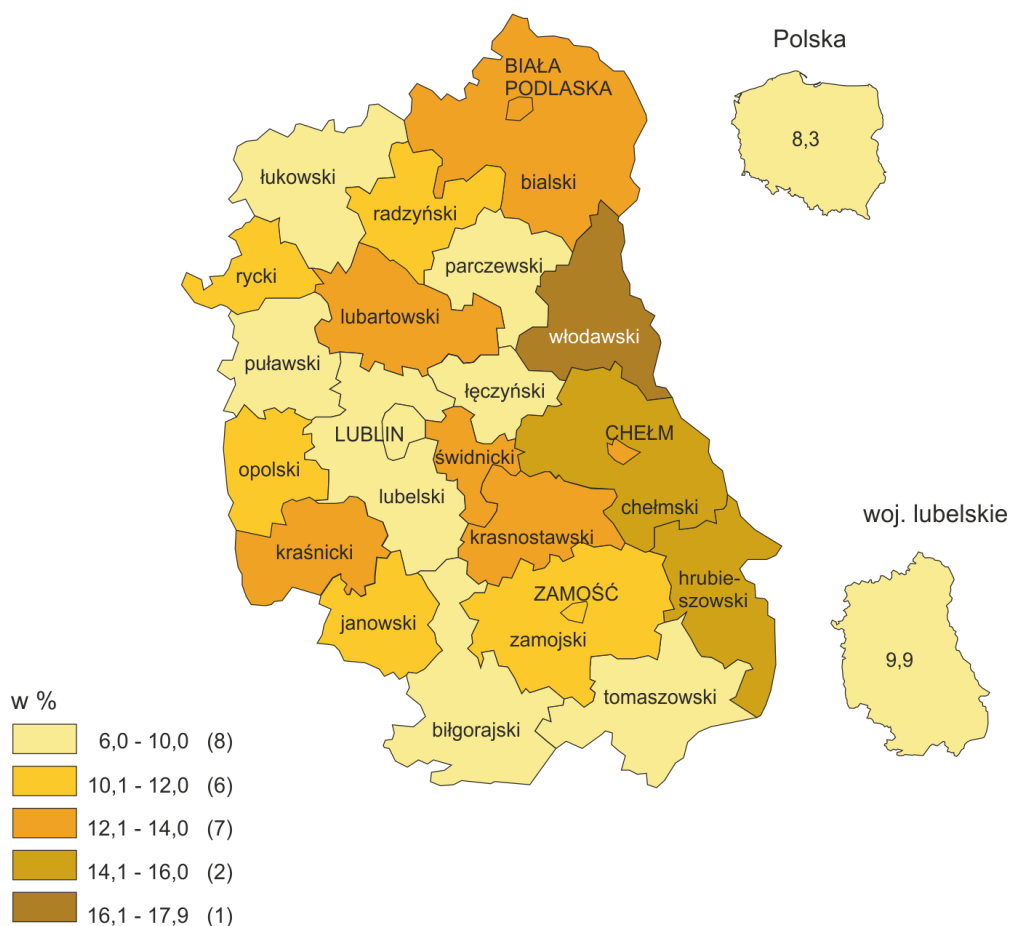 Polska
8,3
BIAŁA
PODLASKA
bialski
łukowski
radzyński
rycki
parczewski
lubartowski
włodawski
puławski
łęczyński
LUBLIN
CHEŁM
świdnicki
opolski
lubelski
chełmski
krasnostawski
kraśnicki
woj. lubelskie
9,9
hrubie-
szowski
ZAMOŚĆ
janowski
zamojski
tomaszowski
biłgorajski
w %
6,0 - 10,0 (8)
10,1 - 12,0 (6)
12,1 - 14,0 (7)
14,1 - 16,0 (2)
16,1 - 17,9 (1)